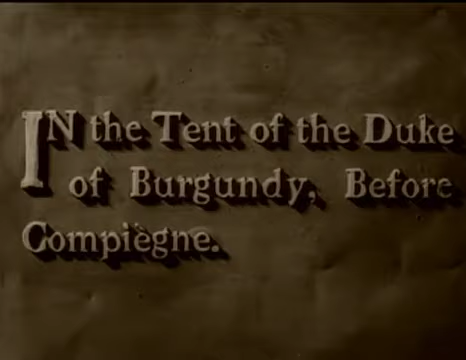 IN the Tent of the Duke
of Burgundy, Before
Compiègne.